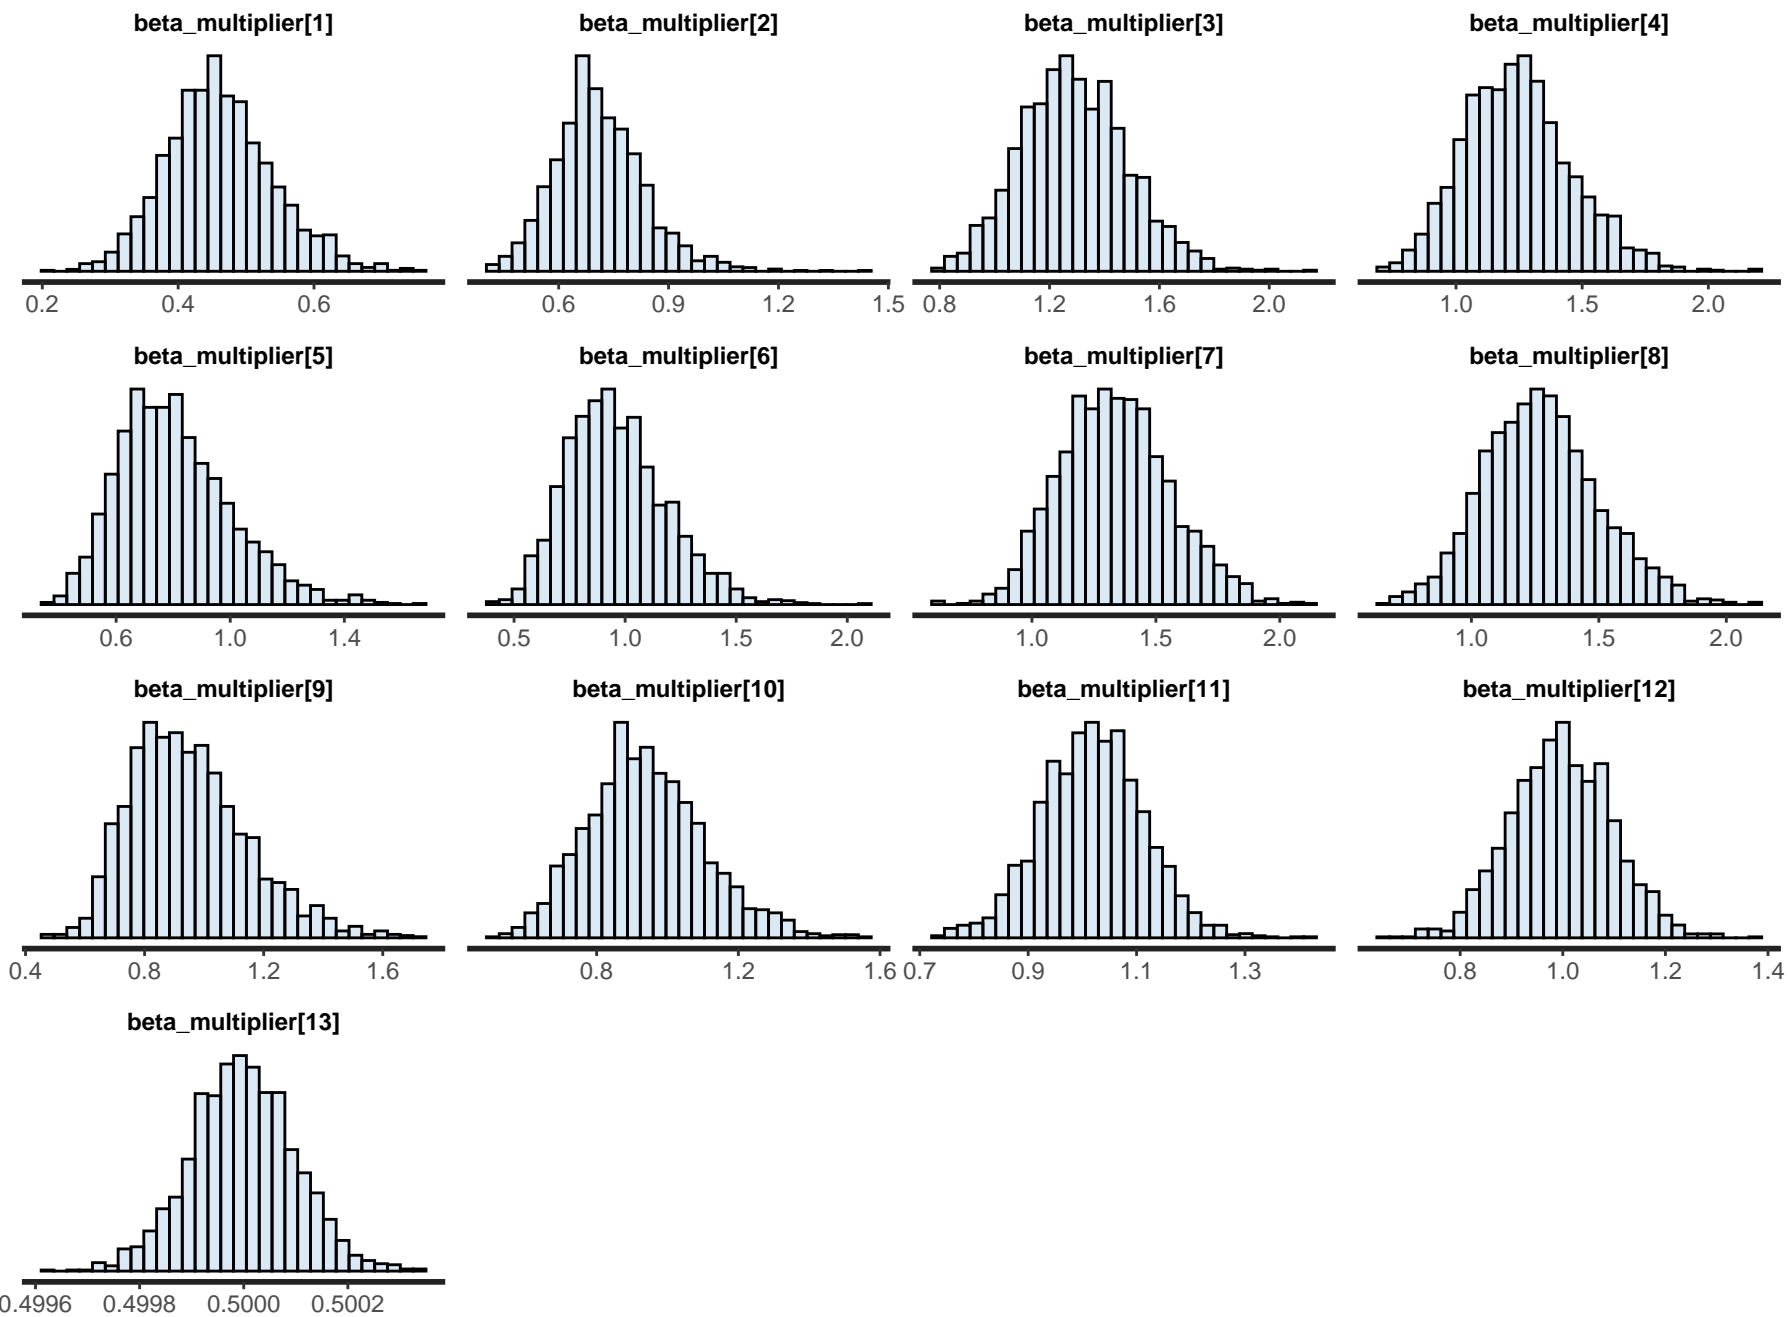 beta_multiplier[1] beta_multiplier[2] beta_multiplier[3] beta_multiplier[4]
0.2 0.4 0.6 0.6 0.9 1.2 1.5 0.8 1.2 1.6 2.0 1.0 1.5 2.0
beta_multiplier[5] beta_multiplier[6] beta_multiplier[7] beta_multiplier[8]
0.6 1.0 1.4 0.5 1.0 1.5 2.0 1.0 1.5 2.0 1.0 1.5 2.0
beta_multiplier[9] beta_multiplier[10] beta_multiplier[11] beta_multiplier[12]
0.4 0.8 1.2 1.6 0.8 1.2 1.6 0.7 0.9 1.1 1.3 0.8 1.0 1.2 1.4
beta_multiplier[13]
0.4996 0.4998 0.5000 0.5002